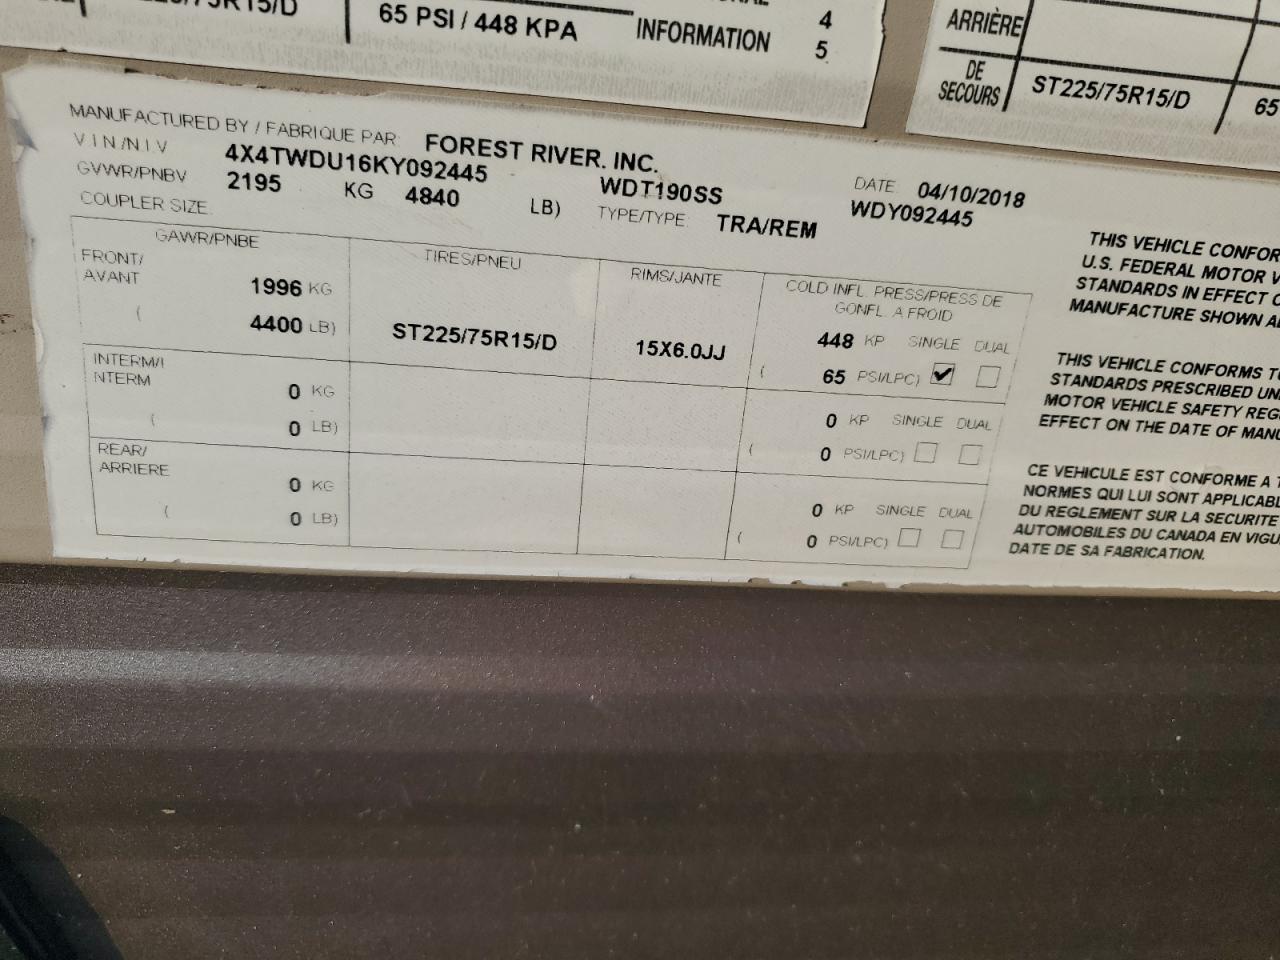 65 PSI / 448 KPA
INFORMATION
4
5
ARRIÈRE
DE SECOURS
ST225/75R15/D
65
MANUFACTURED BY / FABRIQUE PAR: FOREST RIVER. INC.
VIN/NIV 4X4TWDU16KY092445 WDT190SS DATE: 04/10/2018
GVWR/PNBV 2195 KG 4840 LB) TYPE/TYPE: TRA/REM WDY092445
COUPLER SIZE:
GAWR/PNBE TIRES/PNEU RIMS/JANTE COLD INFL. PRESS/PRESS DE GONFL. A FROID
FRONT/ AVANT 1996 KG 448 KP SINGLE DUAL
( 4400 LB) ST225/75R15/D 15X6.0JJ ( 65 PSI/LPC)
INTERM/I NTERM 0 KG 0 KP SINGLE DUAL
( 0 LB) ( 0 PSI/LPC)
REAR/ ARRIERE 0 KG 0 KP SINGLE DUAL
( 0 LB) ( 0 PSI/LPC)
THIS VEHICLE CONFOR
U.S. FEDERAL MOTOR V
STANDARDS IN EFFECT O
MANUFACTURE SHOWN A
THIS VEHICLE CONFORMS T
STANDARDS PRESCRIBED UN
MOTOR VEHICLE SAFETY REG
EFFECT ON THE DATE OF MANU
CE VEHICULE EST CONFORME A T
NORMES QUI LUI SONT APPLICABL
DU REGLEMENT SUR LA SECURITE
AUTOMOBILES DU CANADA EN VIGU
DATE DE SA FABRICATION.